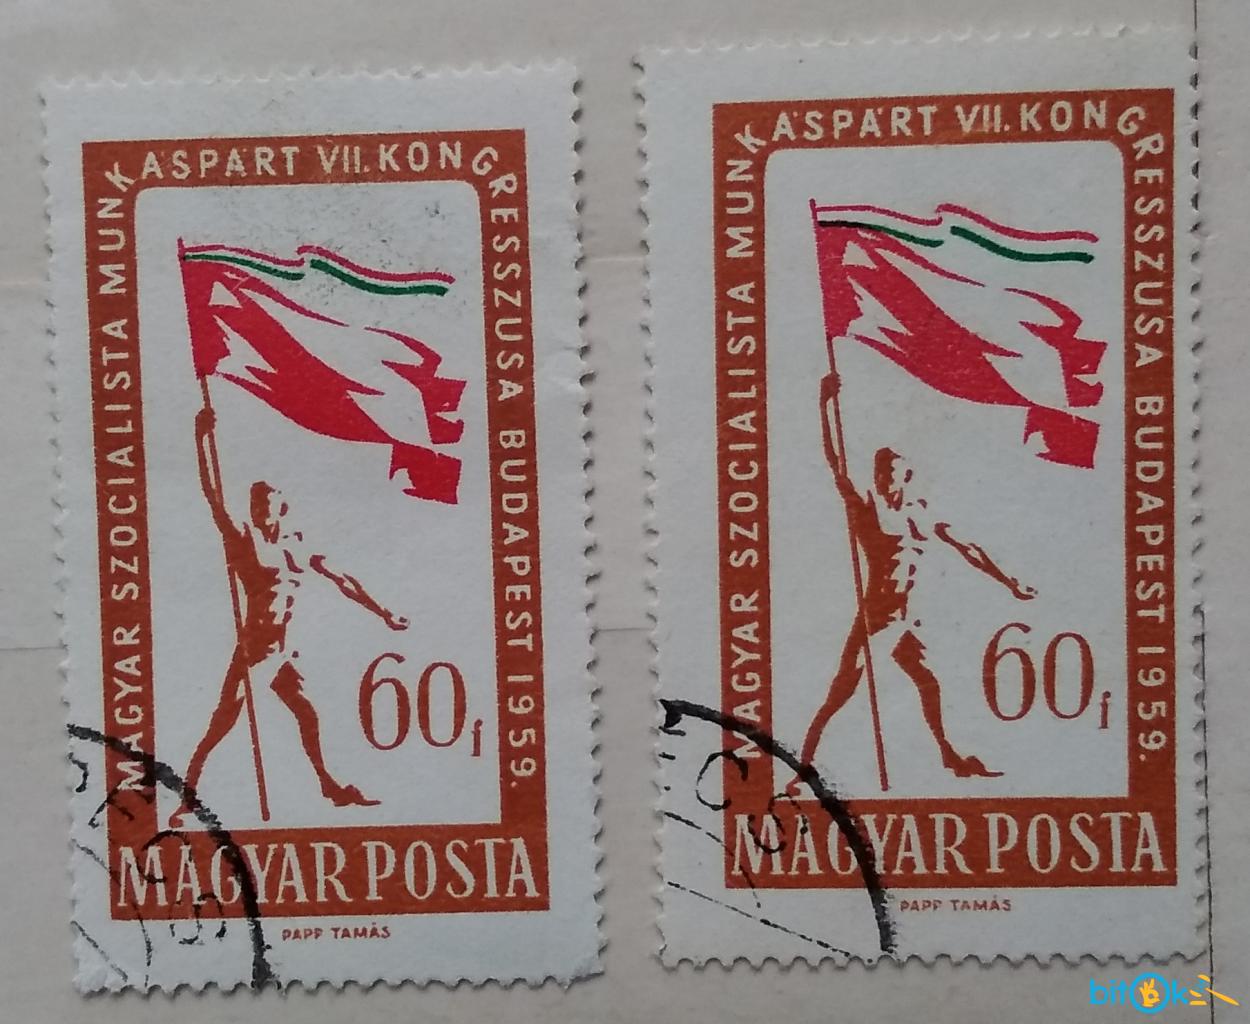 MAGYAR SZOCIALISTA MUNKÁSPÁRT VII. KONGRESSZUSA BUDAPEST 1959.
60f
MAGYAR POSTA
PAPP TAMÁS
MAGYAR SZOCIALISTA MUNKÁSPÁRT VII. KONGRESSZUSA BUDAPEST 1959.
60f
MAGYAR POSTA
PAPP TAMÁS